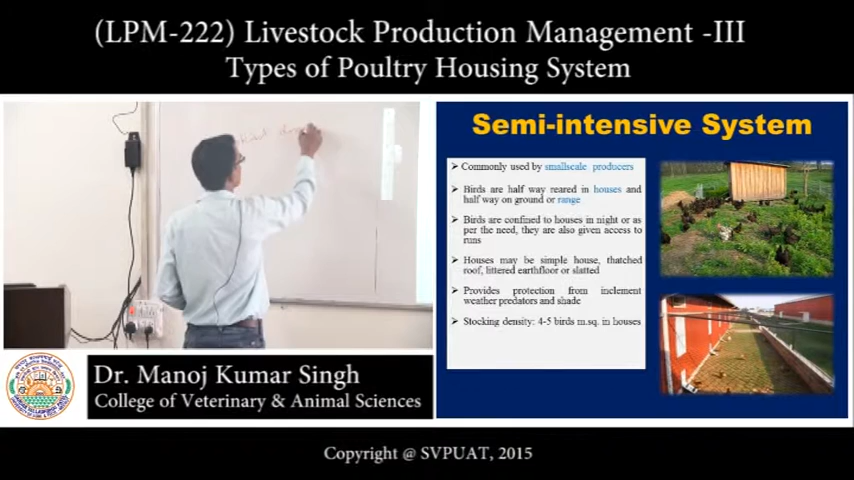 (LPM-222) Livestock Production Management -III
Types of Poultry Housing System
Semi-intensive System
➢ Commonly used by smallscale producers
➢ Birds are half way reared in houses and
half way on ground or range
➢ Birds are confined to houses in night or as
per the need, they are also given access to
runs
➢ Houses may be simple house, thatched
roof, littered earthfloor or slatted
➢ Provides protection from inclement
weather predators and shade
➢ Stocking density: 4-5 birds m.sq. in houses
Dr. Manoj Kumar Singh
College of Veterinary & Animal Sciences
Copyright @ SVPUAT, 2015